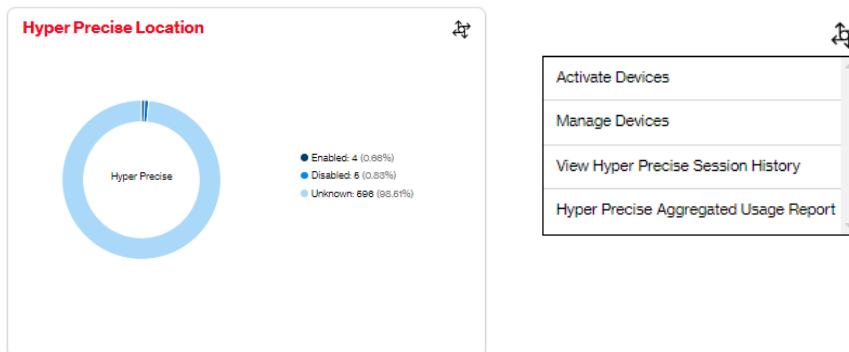 Hyper Precise Location
Hyper Precise
Enabled: 4 (0.66%)
Disabled: 5 (0.83%)
Unknown: 596 (98.51%)
Activate Devices
Manage Devices
View Hyper Precise Session History
Hyper Precise Aggregated Usage Report